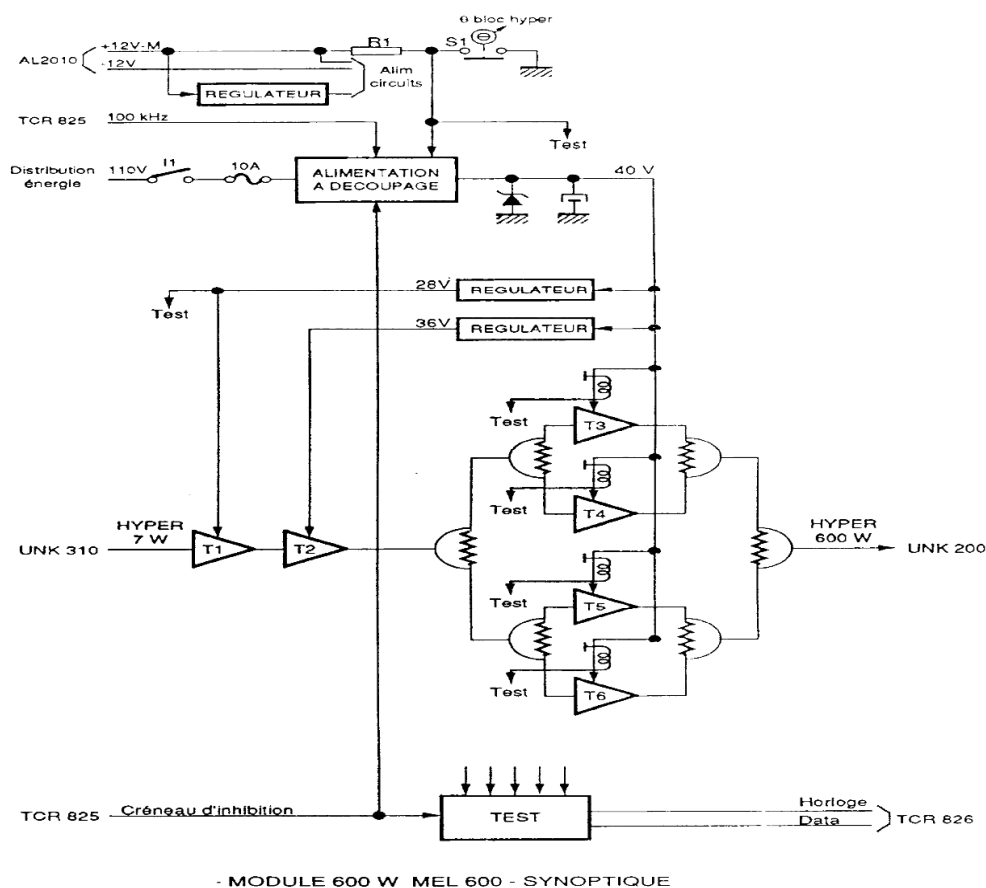 θ bloc hyper
+12V-M
R1
S1
AL2010
-12V
Alim
circuits
REGULATEUR
TCR 825
100 kHz
Test
Distribution
énergie
110V
I1
10A
ALIMENTATION
A DECOUPAGE
40 V
28V
REGULATEUR
Test
36V
REGULATEUR
Test
T3
Test
T4
UNK 310
HYPER
7 W
T1
T2
HYPER
600 W
UNK 200
Test
T5
Test
T6
TCR 825
Créneau d'inhibition
TEST
Horloge
Data
TCR 826
- MODULE 600 W MEL 600 - SYNOPTIQUE